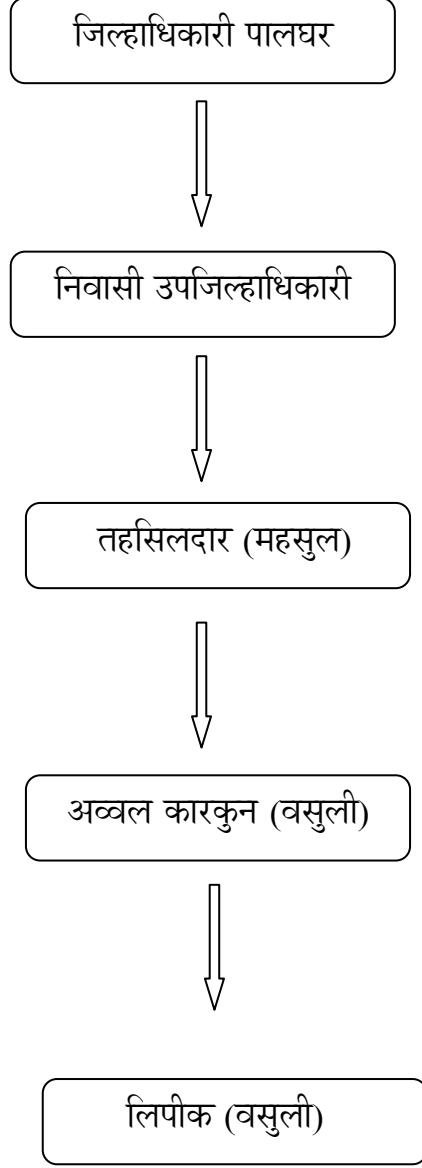 जिल्हाधिकारी पालघर
निवासी उपजिल्हाधिकारी
तहसिलदार (महसुल)
अव्वल कारकुन (वसुली)
लिपीक (वसुली)